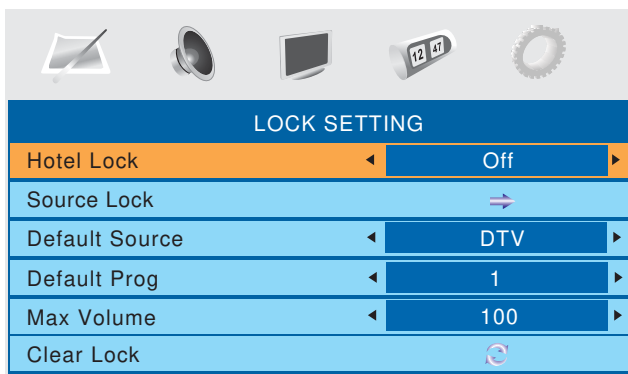 12 47
LOCK SETTING
Hotel Lock Off
Source Lock
Default Source DTV
Default Prog 1
Max Volume 100
Clear Lock